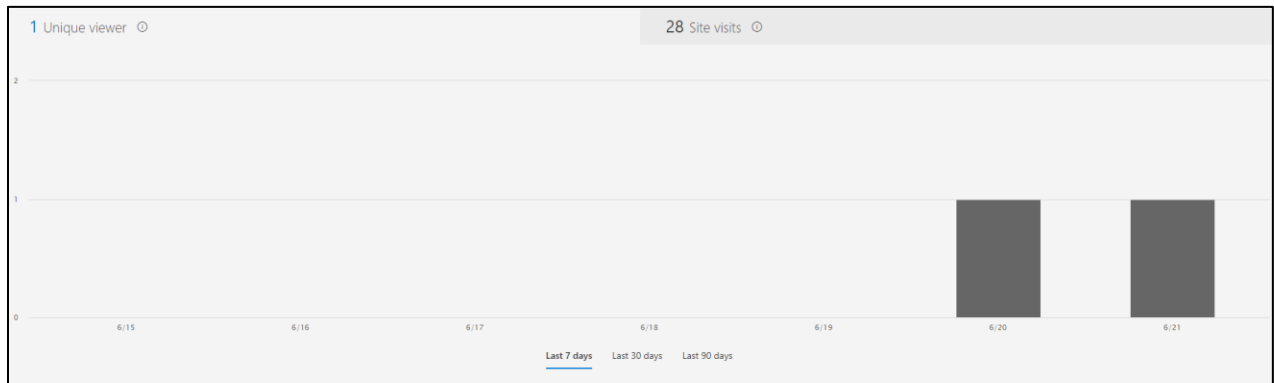 1 Unique viewer
28 Site visits
2
1
0
6/15 6/16 6/17 6/18 6/19 6/20 6/21
Last 7 days Last 30 days Last 90 days